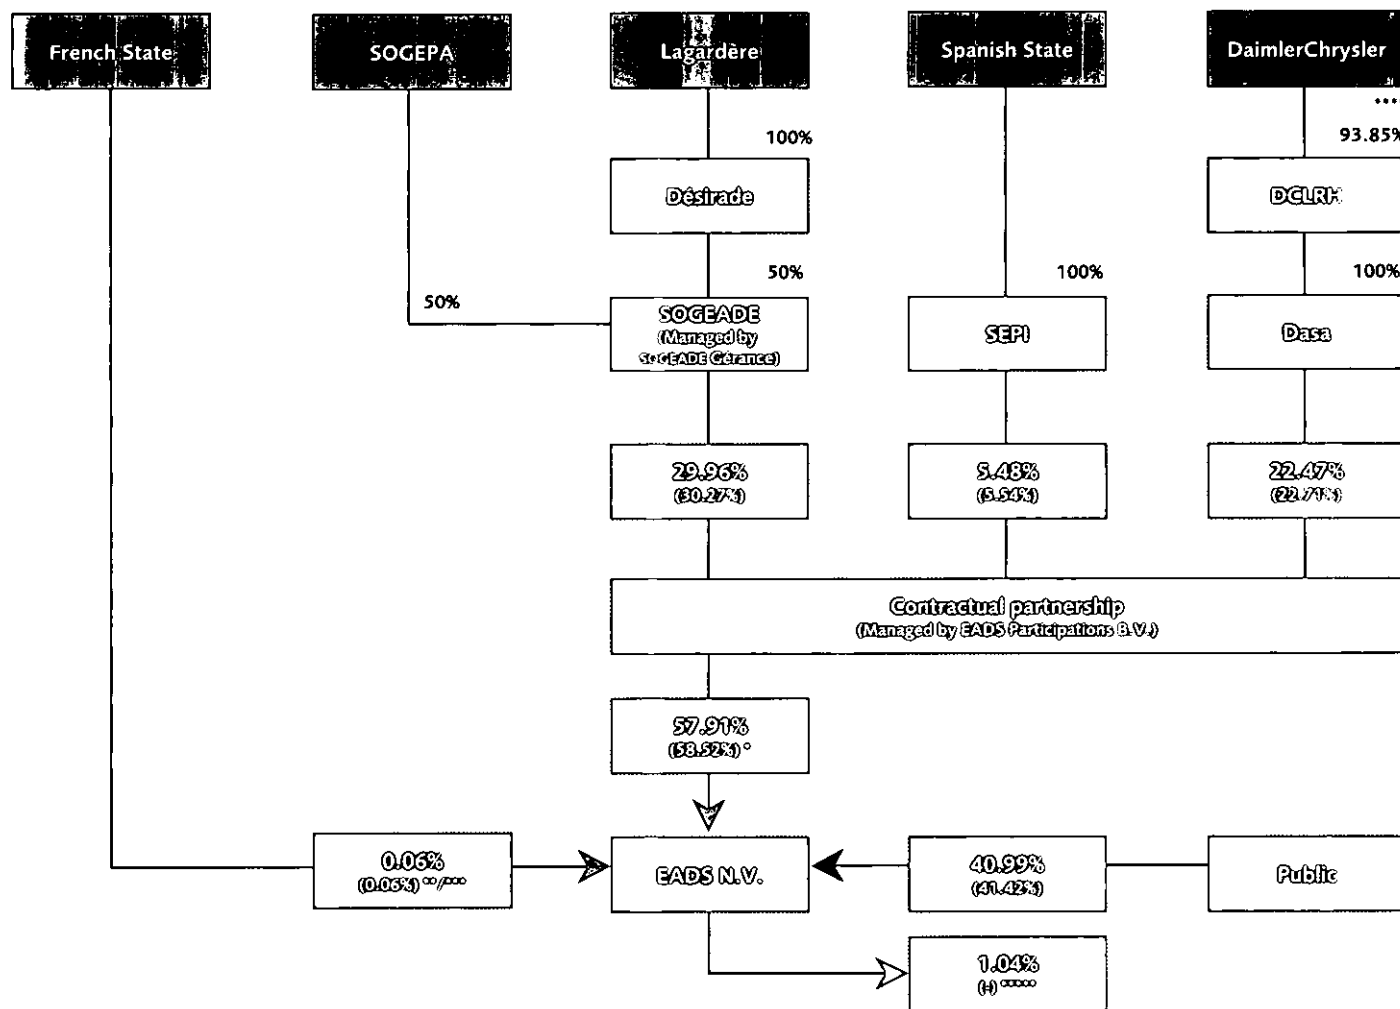 French State
SOGEPA
Lagardère
Spanish State
DaimlerChrysler
****
100%
93.85%
Désirade
DCLRH
50%
100%
100%
50%
SOGEADE
(Managed by
SOGEADE Gérance)
SEPI
Dasa
29.96%
(30.27%)
5.48%
(5.54%)
22.47%
(22.71%)
Contractual partnership
(Managed by EADS Participations B.V.)
57.91%
(58.52%) *
0.06%
(0.06%) **/***
EADS N.V.
40.99%
(41.42%)
Public
1.04%
(-) *****